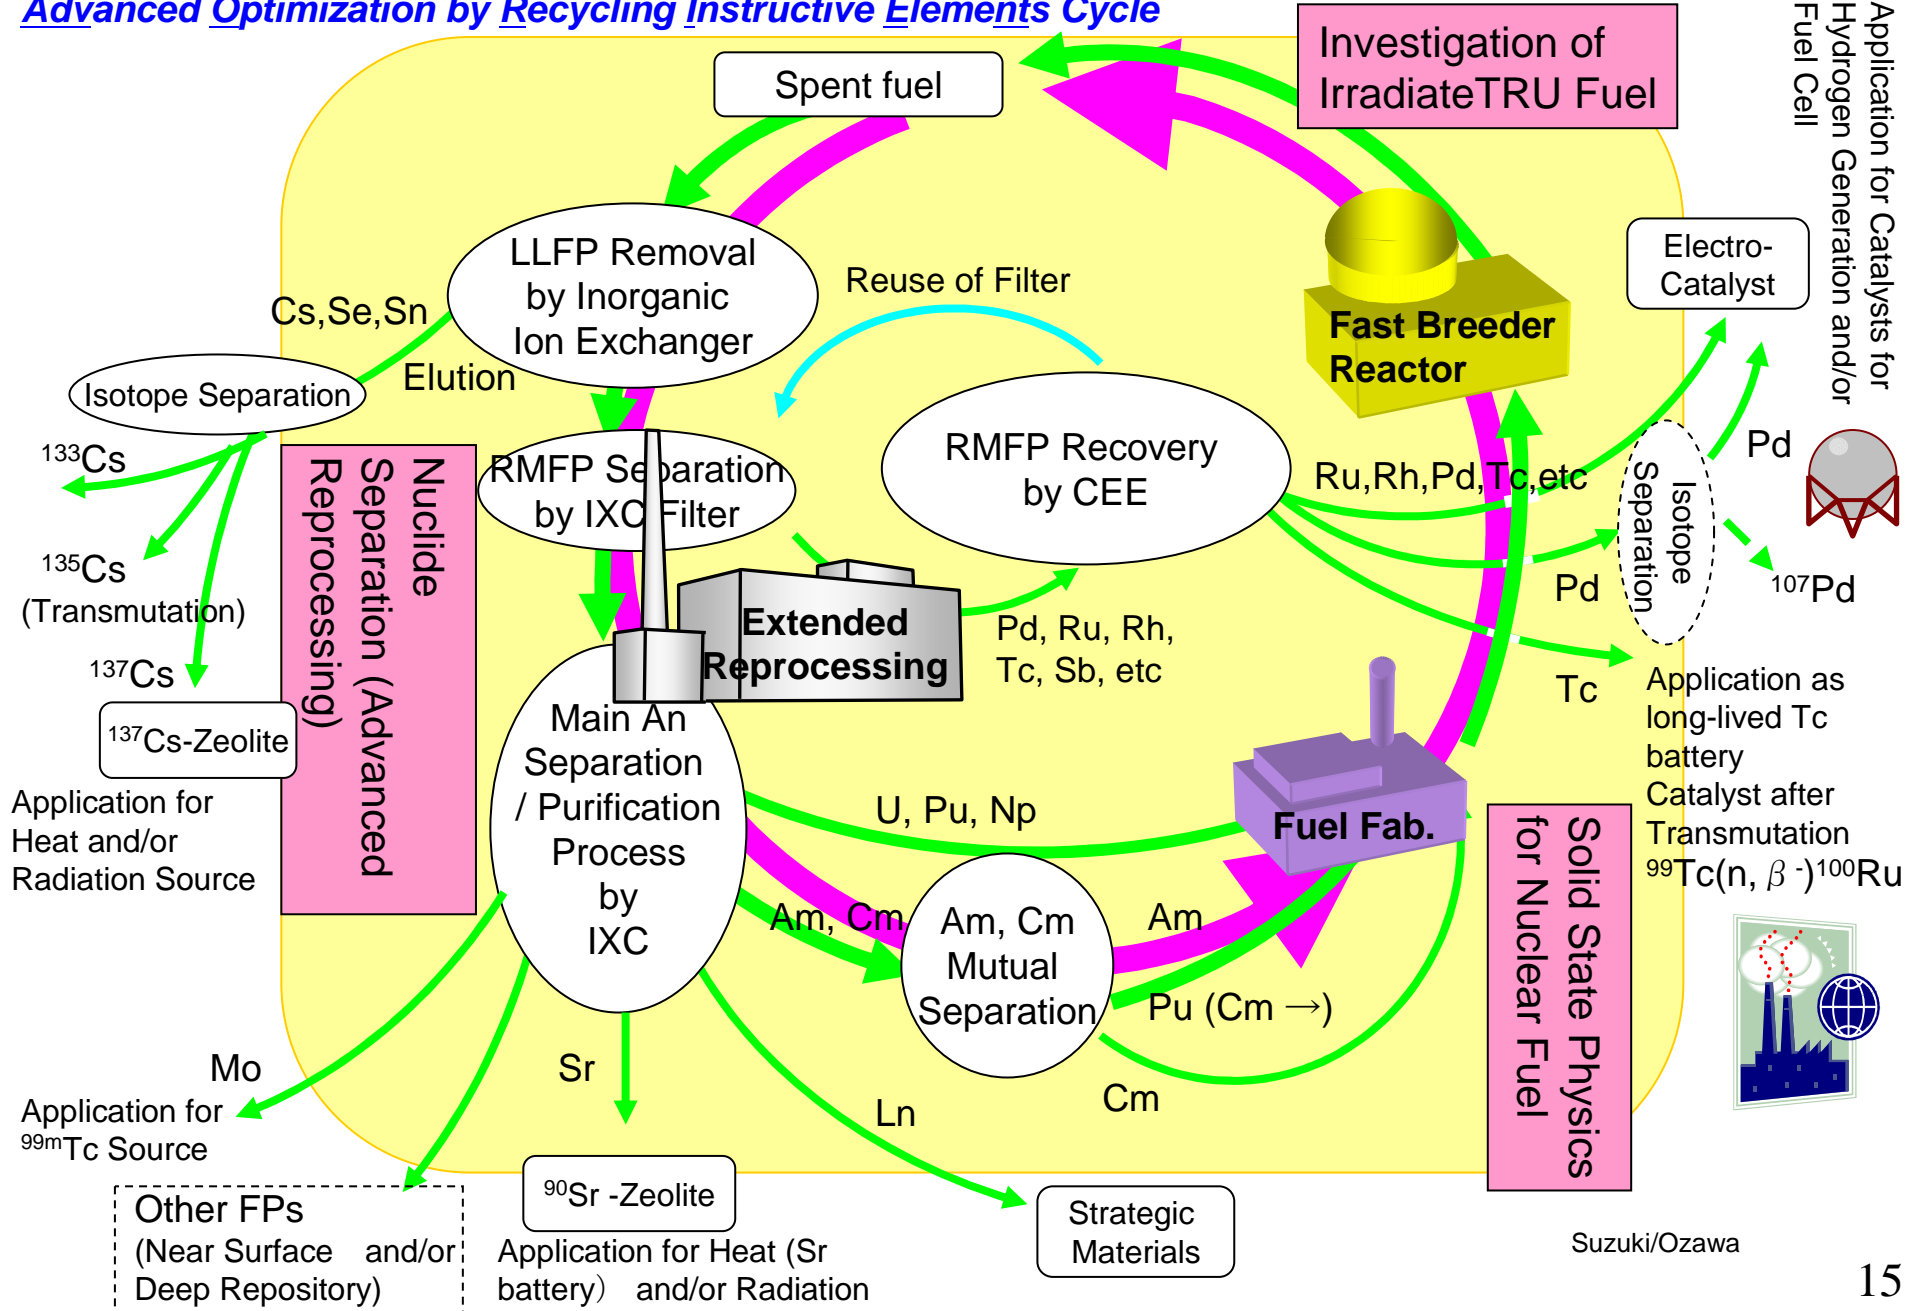 Advanced Optimization by Recycling Instructive Elements Cycle
Spent fuel
Investigation of
IrradiateTRU Fuel
Application for Catalysts for
Hydrogen Generation and/or
Fuel Cell
LLFP Removal
by Inorganic
Ion Exchanger
Reuse of Filter
Electro-
Catalyst
Cs,Se,Sn
Elution
Isotope Separation
Fast Breeder
Reactor
133Cs
135Cs
(Transmutation)
137Cs
137Cs-Zeolite
Application for
Heat and/or
Radiation Source
Nuclide
Separation (Advanced
Reprocessing)
RMFP Separation
by IXC Filter
RMFP Recovery
by CEE
Ru,Rh,Pd,Tc,etc
Isotope
Separation
Pd
Pd
107Pd
Extended
Reprocessing
Pd, Ru, Rh,
Tc, Sb, etc
Tc
Application as
long-lived Tc
battery
Catalyst after
Transmutation
99Tc(n, β -)100Ru
Main An
Separation
/ Purification
Process
by
IXC
U, Pu, Np
Fuel Fab.
Am, Cm
Am, Cm
Mutual
Separation
Am
Pu (Cm →)
Cm
Solid State Physics
for Nuclear Fuel
Mo
Application for
99mTc Source
Sr
Ln
Other FPs
(Near Surface and/or
Deep Repository)
90Sr -Zeolite
Application for Heat (Sr
battery） and/or Radiation
Strategic
Materials
Suzuki/Ozawa
15